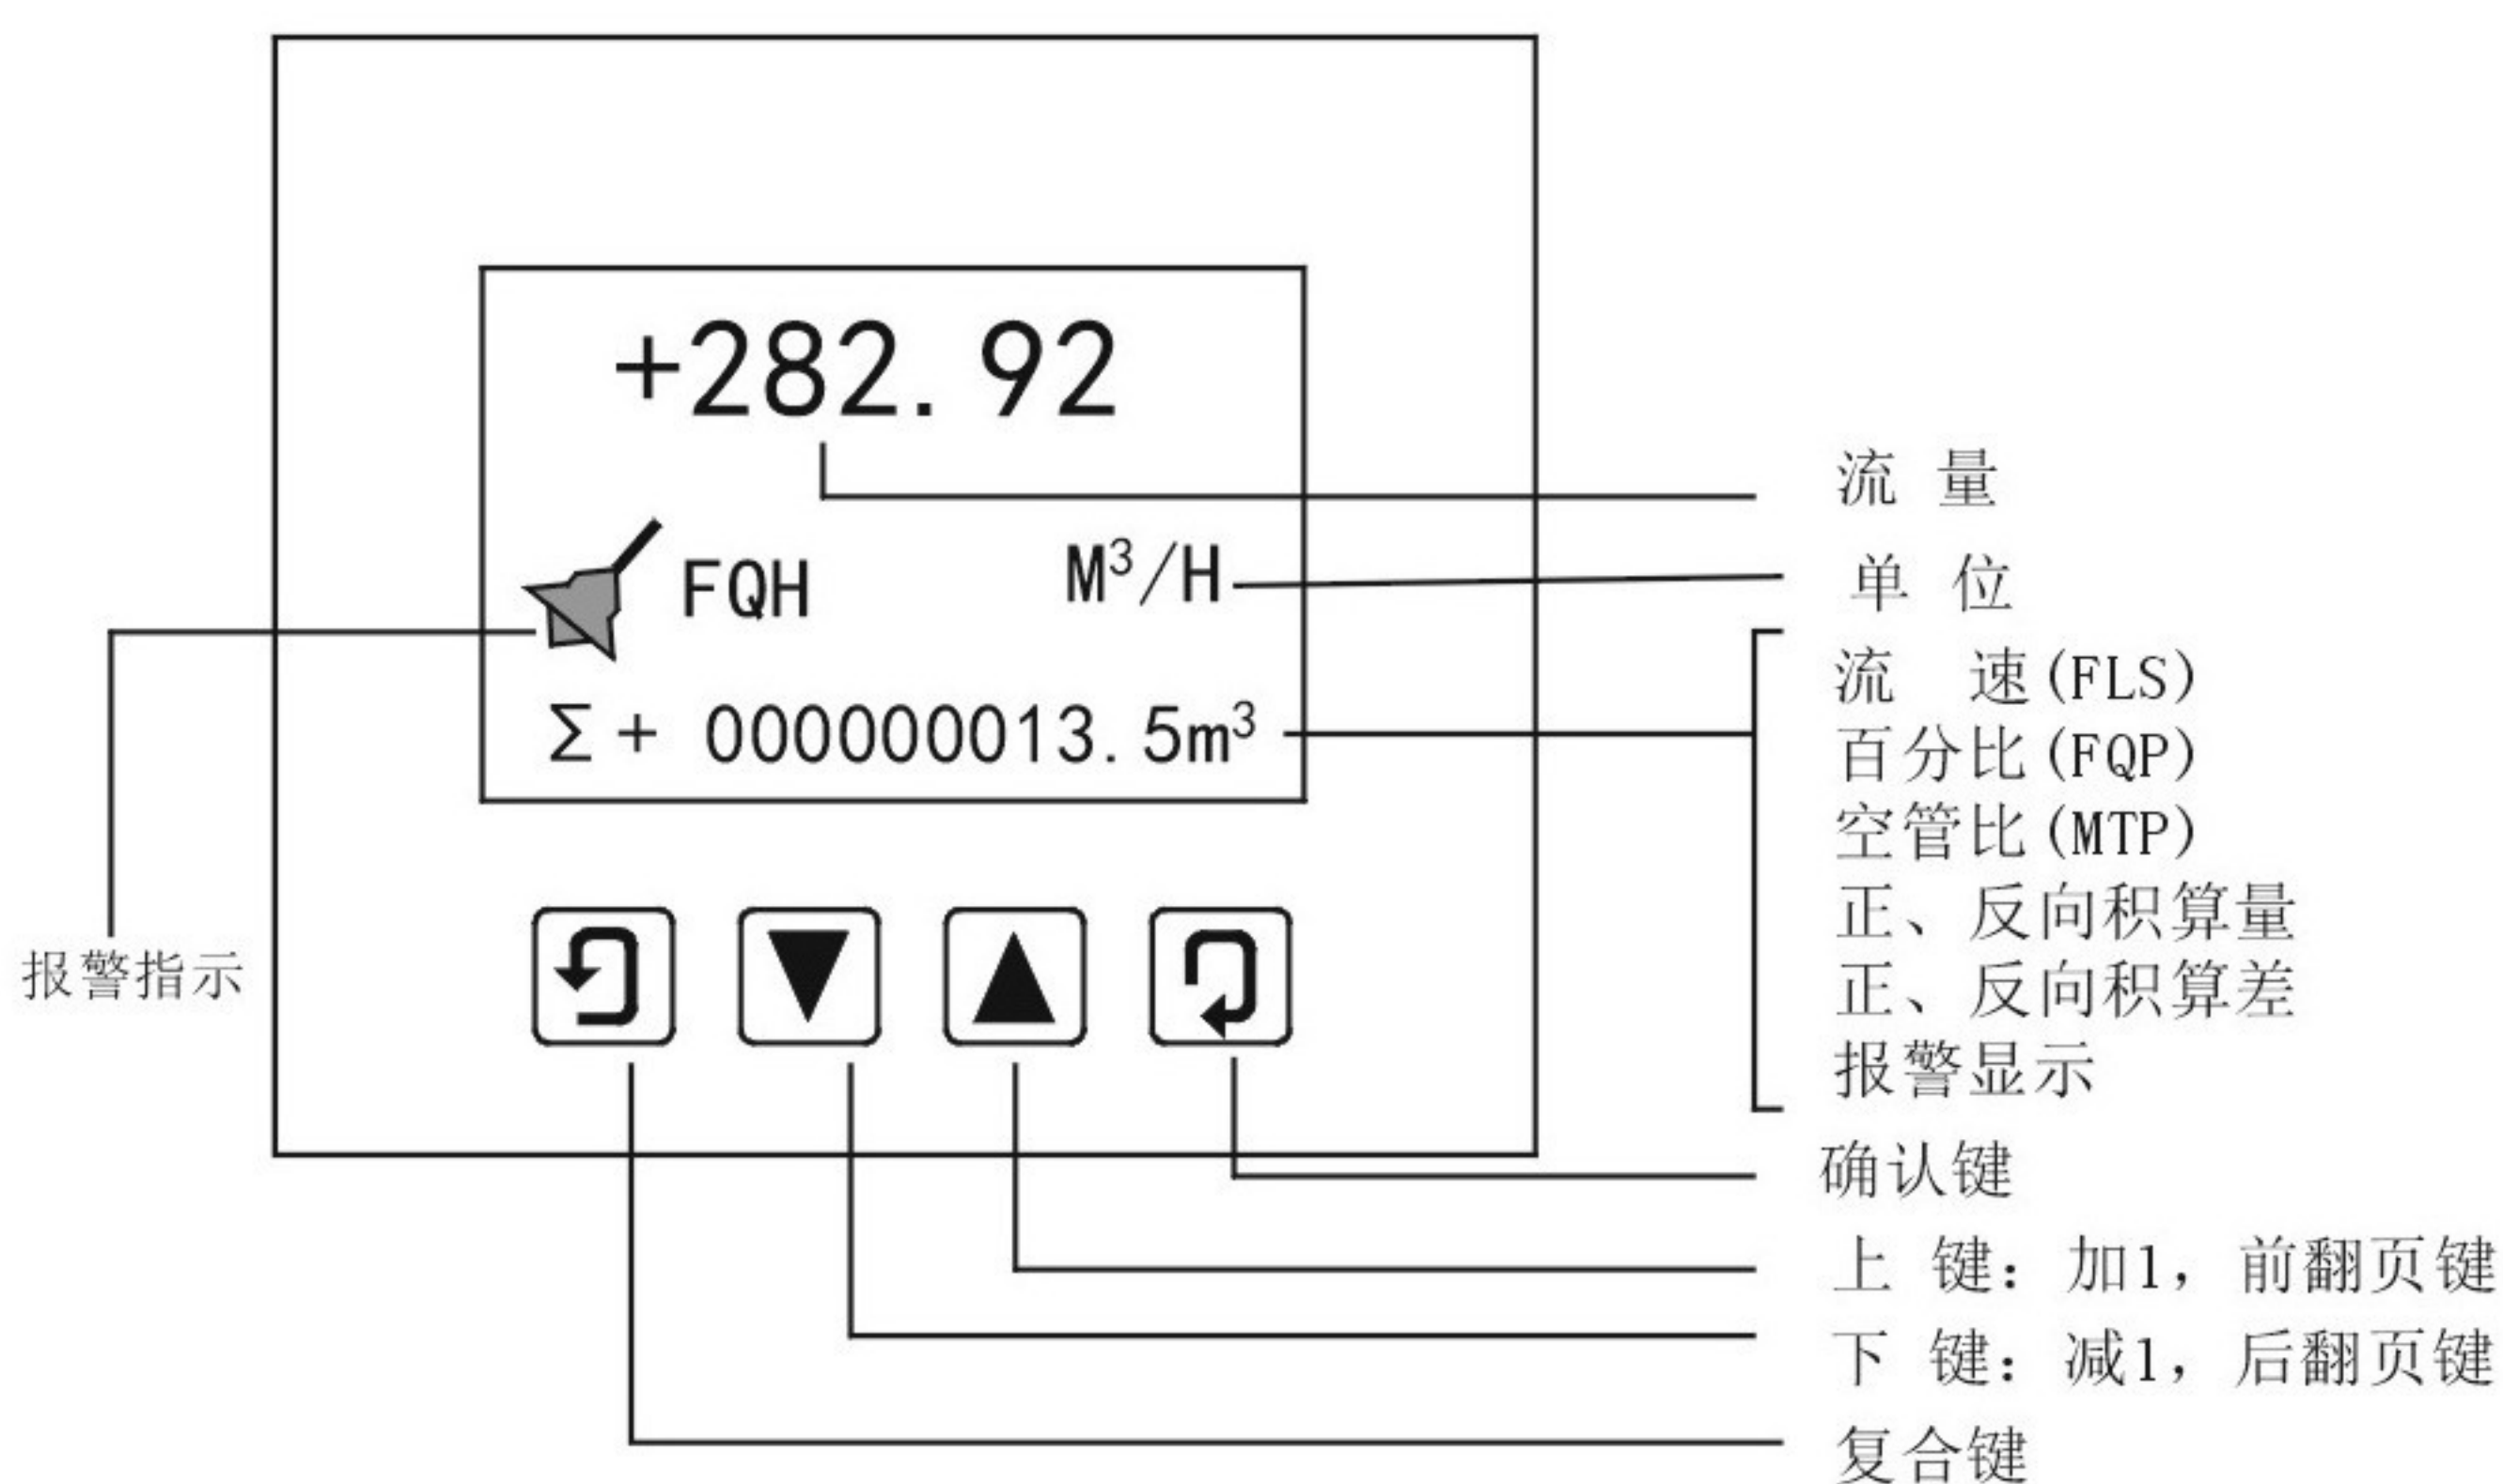 +282.92
FQH
M³/H
Σ+ 000000013.5m³
报警指示
流 量
单 位
流 速(FLS)
百分比(FQP)
空管比(MTP)
正、反向积算量
正、反向积算差
报警显示
确认键
上 键：加1，前翻页键
下 键：减1，后翻页键
复合键